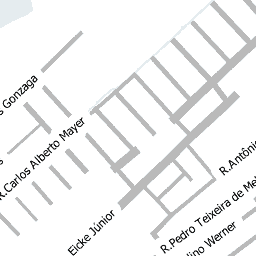 s Gonzaga
s
R.Carlos Alberto Mayer
Eicke Júnior
R.Antôni
R.Pedro Teixeira de Mel
lino Werner